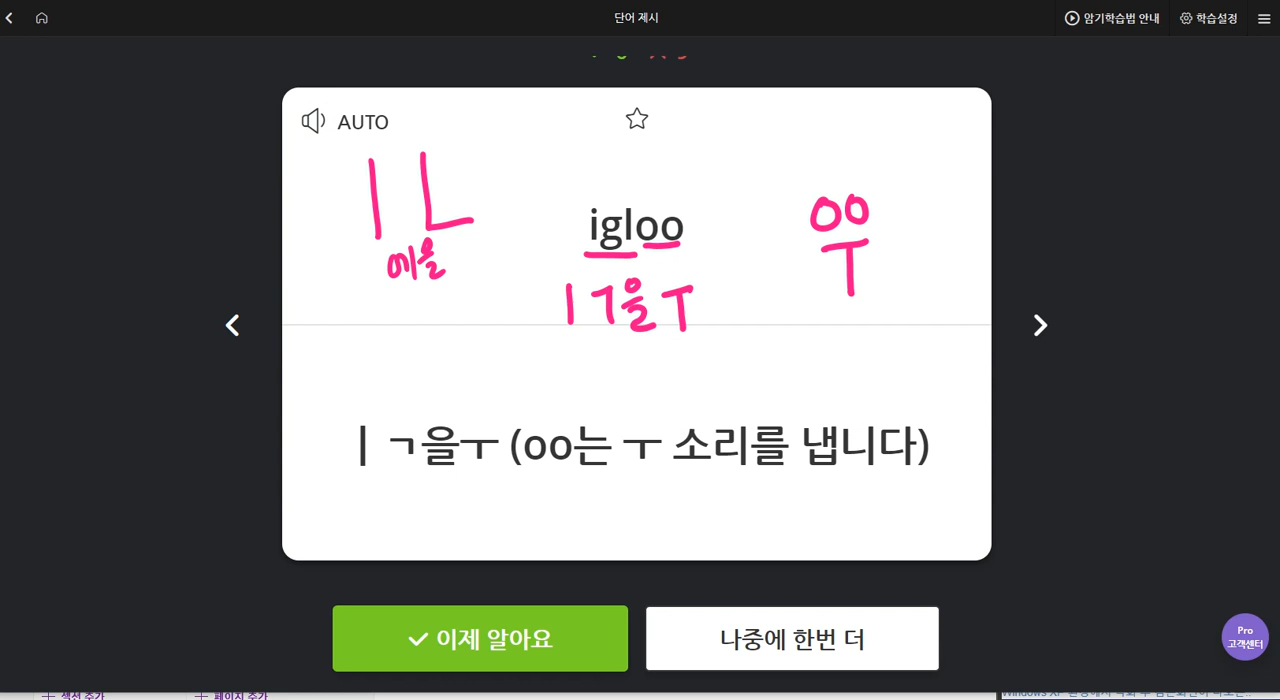 단어 제시
암기학습법 안내
학습설정
AUTO
l L
에을
igloo
oo
ㅜ
ㅣㄱ을ㅜ
ㅣ ㄱ을ㅜ (oo는 ㅜ 소리를 냅니다)
이제 알아요
나중에 한번 더
Pro
고객센터